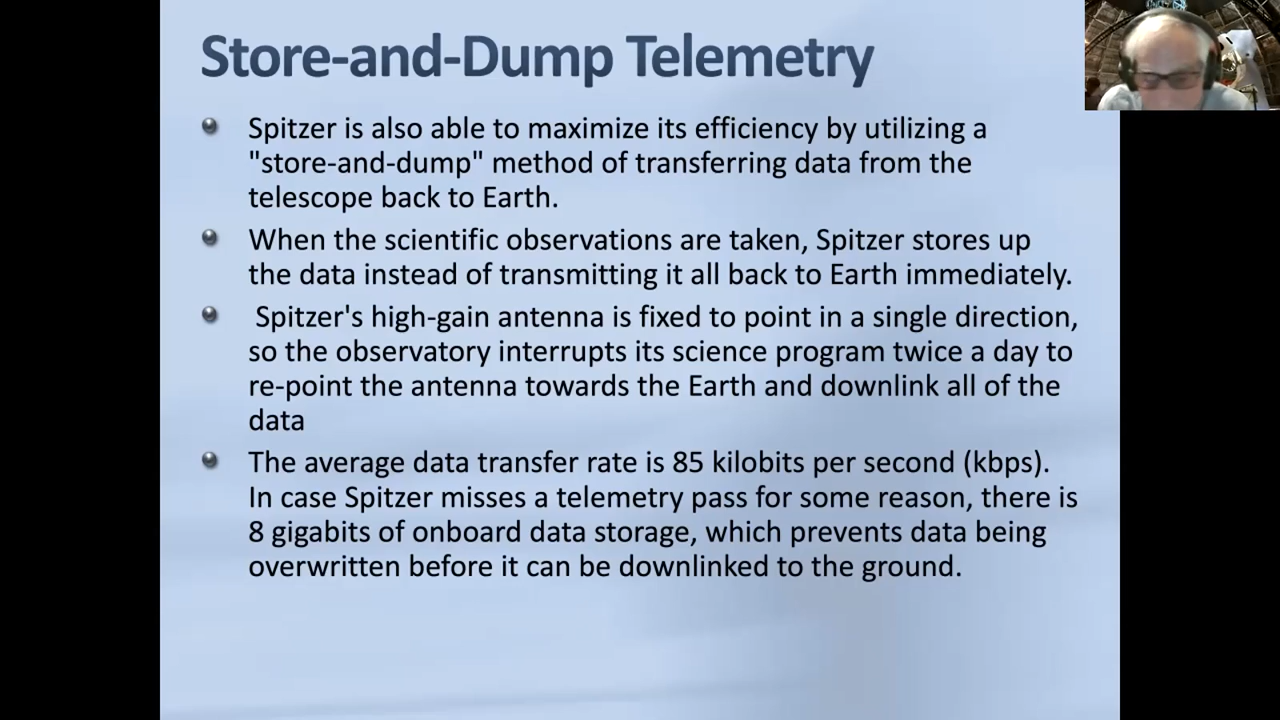 Store-and-Dump Telemetry
Spitzer is also able to maximize its efficiency by utilizing a
"store-and-dump" method of transferring data from the
telescope back to Earth.
When the scientific observations are taken, Spitzer stores up
the data instead of transmitting it all back to Earth immediately.
Spitzer's high-gain antenna is fixed to point in a single direction,
so the observatory interrupts its science program twice a day to
re-point the antenna towards the Earth and downlink all of the
data
The average data transfer rate is 85 kilobits per second (kbps).
In case Spitzer misses a telemetry pass for some reason, there is
8 gigabits of onboard data storage, which prevents data being
overwritten before it can be downlinked to the ground.